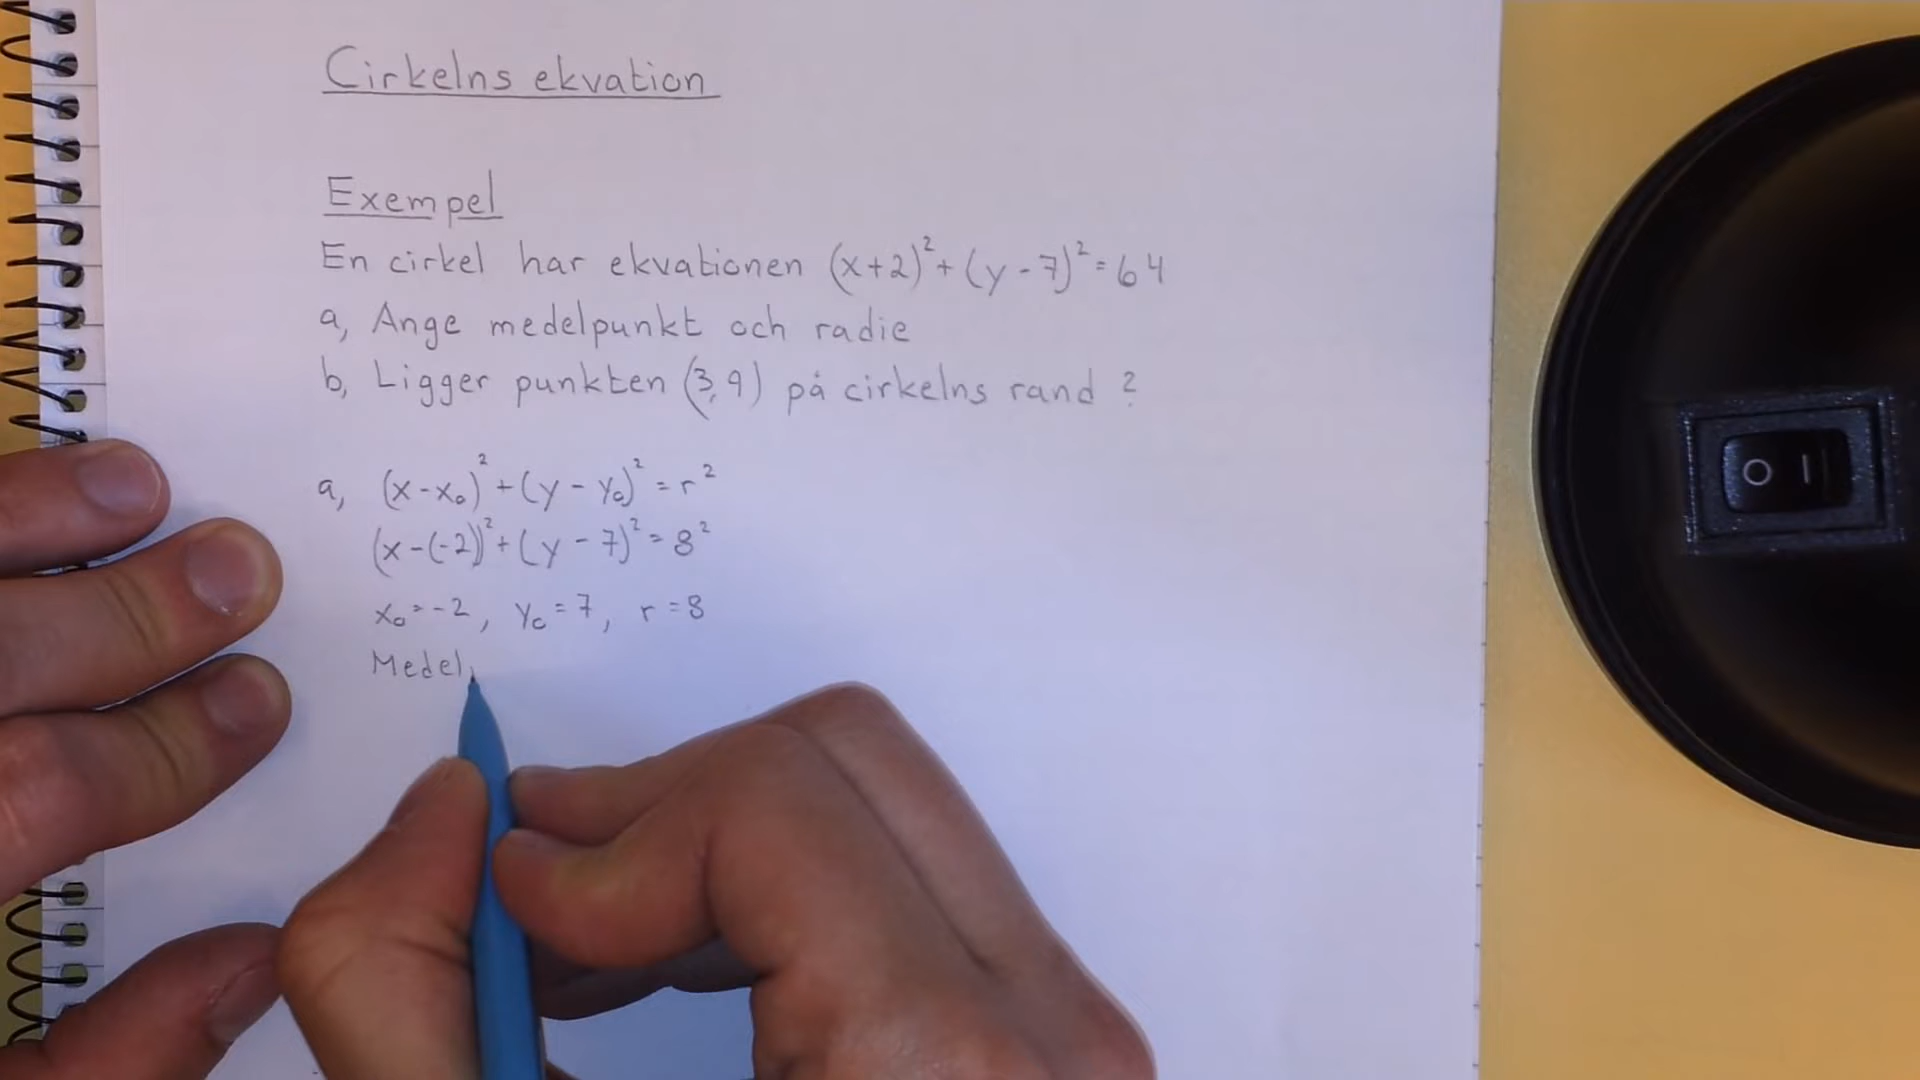 Cirkelns ekvation
Exempel
En cirkel har ekvationen (x+2)²+(y-7)²=64
a, Ange medelpunkt och radie
b, Ligger punkten (3,9) på cirkelns rand ?
a, (x-x₀)²+(y-y₀)²=r²
(x-(-2))²+(y-7)²=8²
x₀=-2, y₀=7, r=8
Medel
O I